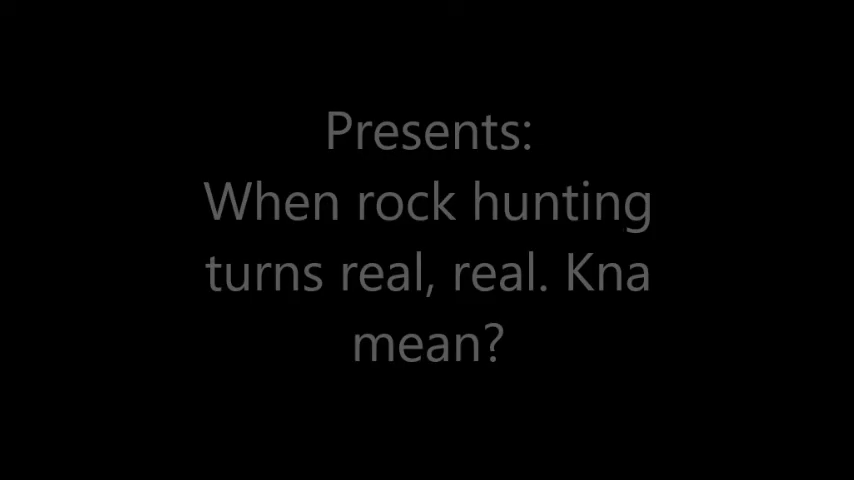 Presents:
When rock hunting
turns real, real. Kna
mean?